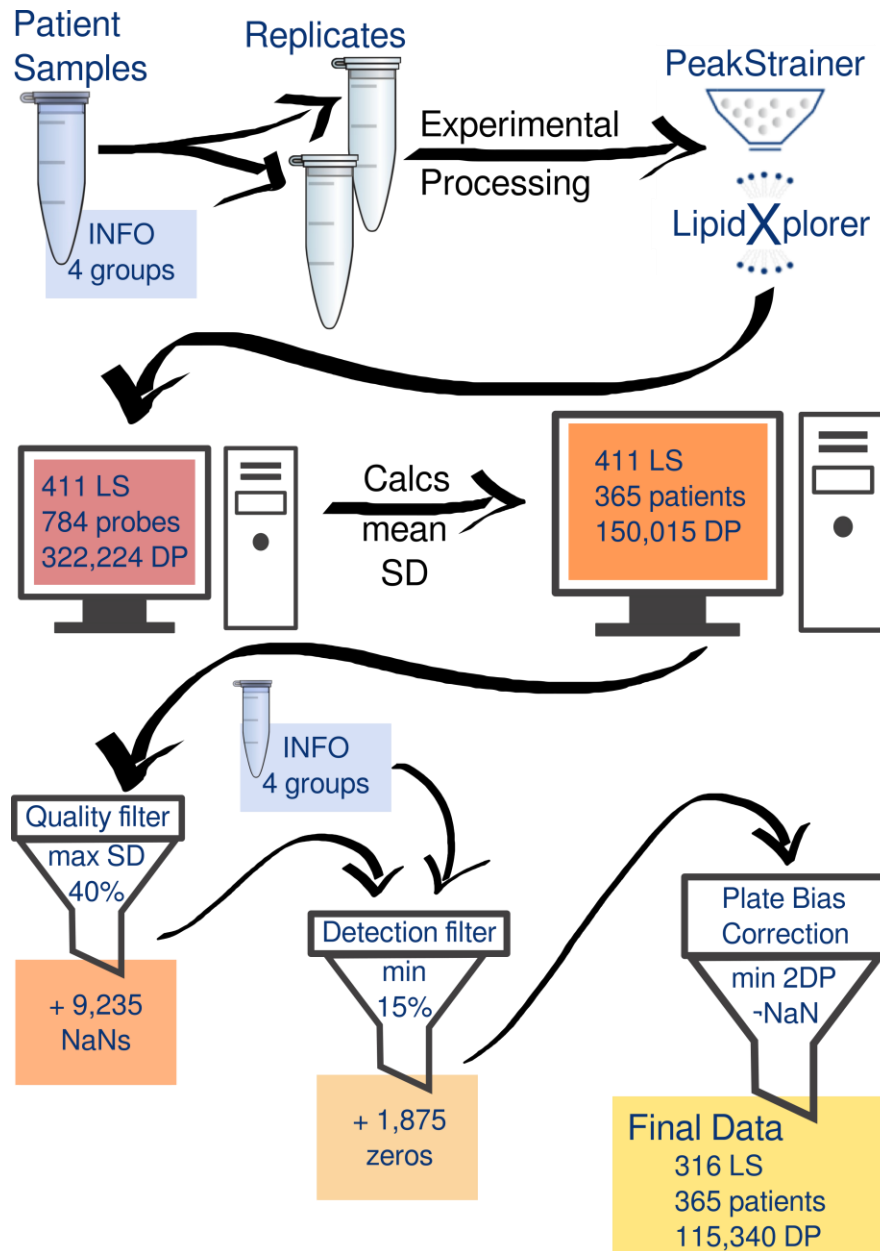 Patient
Samples
Replicates
PeakStrainer
Experimental
Processing
INFO
4 groups
LipidXplorer
411 LS
784 probes
322,224 DP
Calcs
mean
SD
411 LS
365 patients
150,015 DP
INFO
4 groups
Quality filter
max SD
40%
+ 9,235
NaNs
Detection filter
min
15%
+ 1,875
zeros
Plate Bias
Correction
min 2DP
¬NaN
Final Data
316 LS
365 patients
115,340 DP